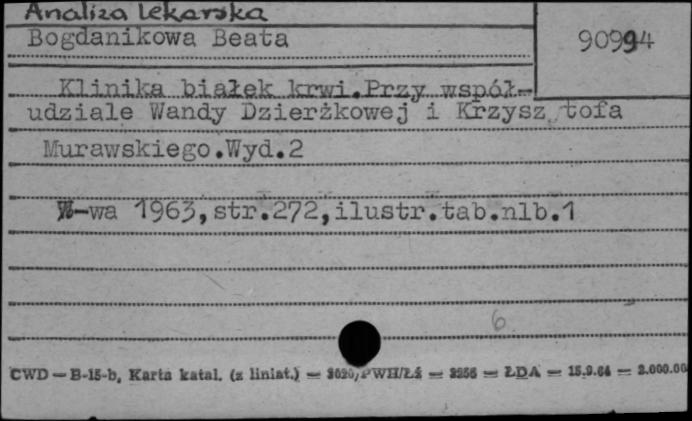 Analiza lekarska
Bogdanikowa Beata
90994
Klinika białek krwi.Przy współ-
udziale Wandy Dzierżkowej i Krzysztofa
Murawskiego.Wyd.2
W-wa 1963,str.272,ilustr.tab.nlb.1
6
CWD — B-15-b, Karta katal. (z liniat.) — PWH/Łś — ŁDA — 15.9.64 — 2.000.00